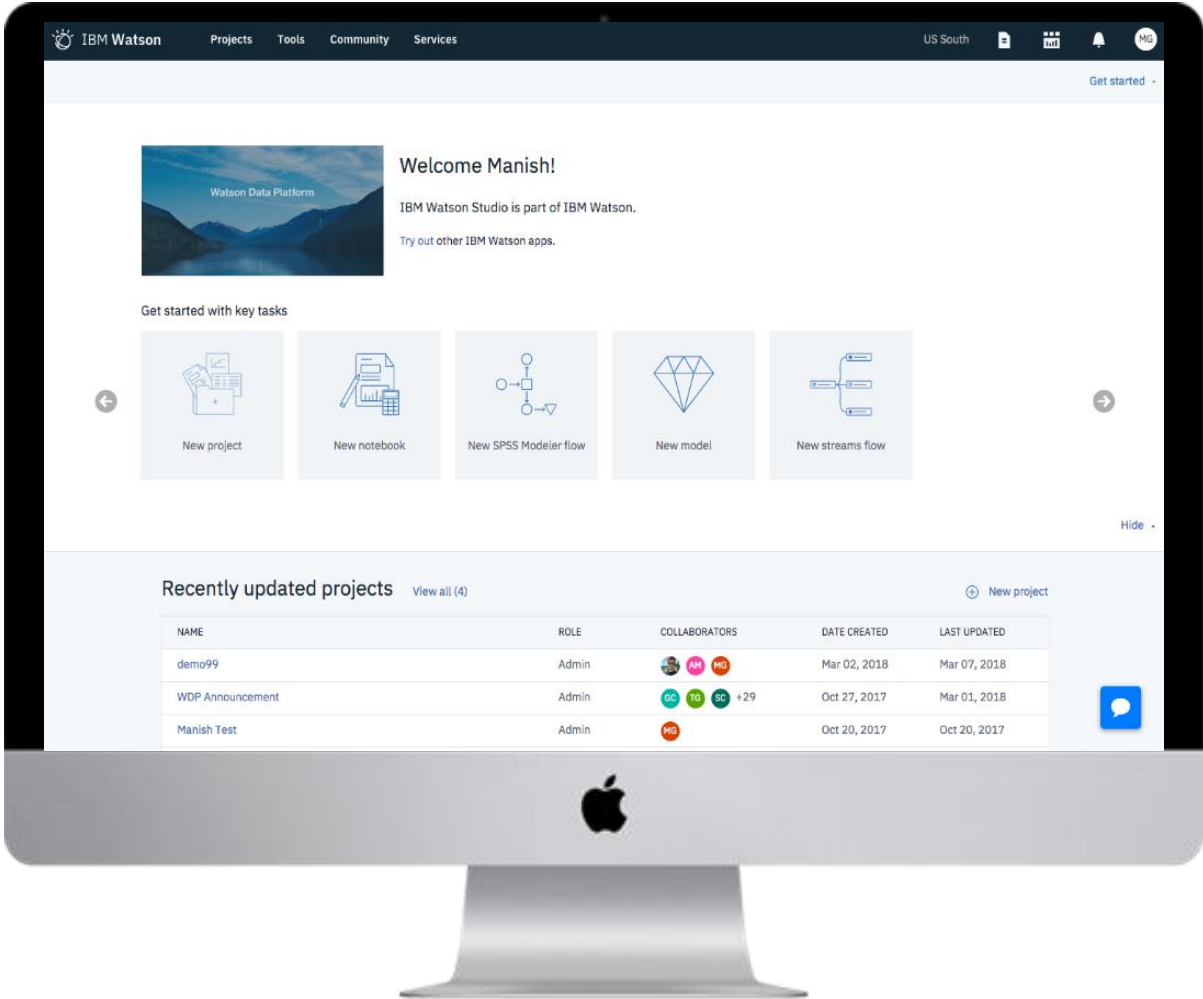 IBM Watson Projects Tools Community Services US South MG
Get started
Watson Data Platform
Welcome Manish!
IBM Watson Studio is part of IBM Watson.
Try out other IBM Watson apps.
Get started with key tasks
New project New notebook New SPSS Modeler flow New model New streams flow
Hide
Recently updated projects View all (4) New project
NAME ROLE COLLABORATORS DATE CREATED LAST UPDATED
demo99 Admin AM MG Mar 02, 2018 Mar 07, 2018
WDP Announcement Admin GC TG SC +29 Oct 27, 2017 Mar 01, 2018
Manish Test Admin MG Oct 20, 2017 Oct 20, 2017